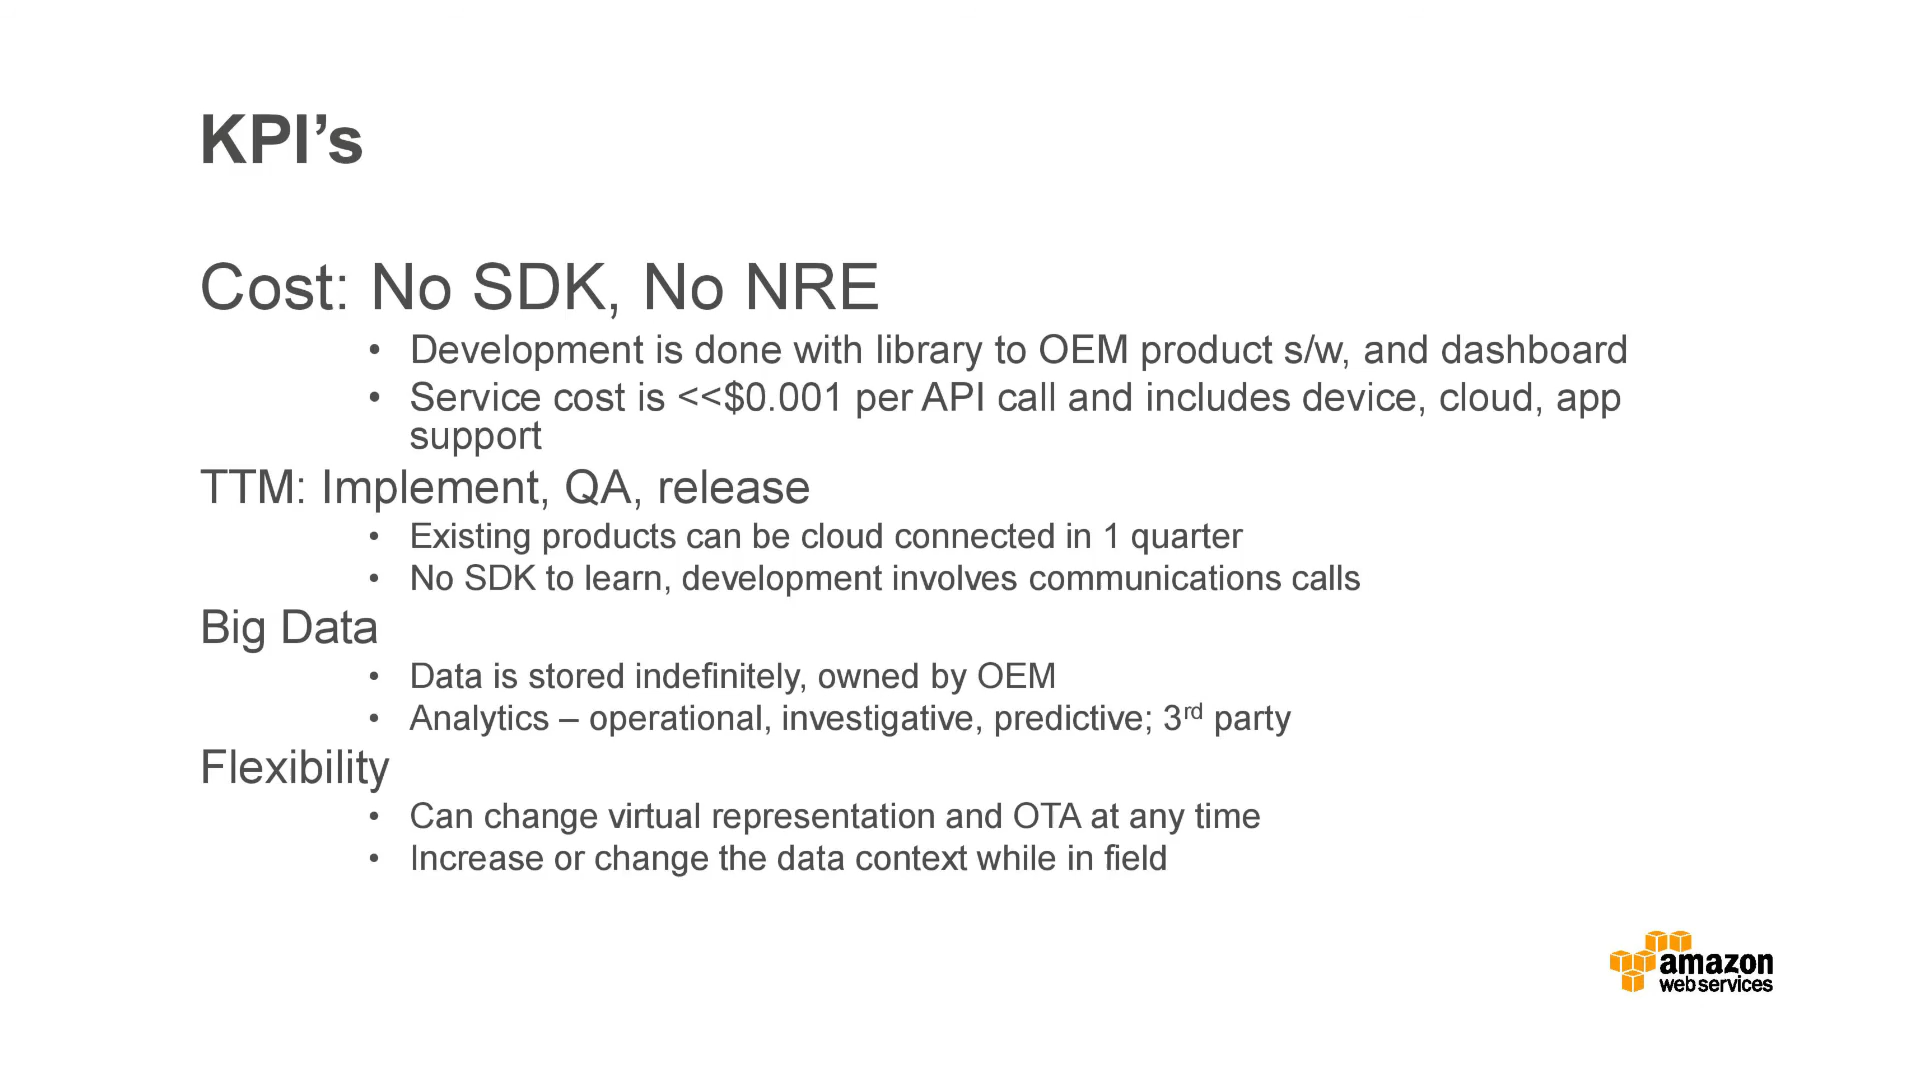 KPI’s
Cost: No SDK, No NRE
• Development is done with library to OEM product s/w, and dashboard
• Service cost is <<$0.001 per API call and includes device, cloud, app
support
TTM: Implement, QA, release
• Existing products can be cloud connected in 1 quarter
• No SDK to learn, development involves communications calls
Big Data
• Data is stored indefinitely, owned by OEM
• Analytics – operational, investigative, predictive; 3rd party
Flexibility
• Can change virtual representation and OTA at any time
• Increase or change the data context while in field
amazon
web services